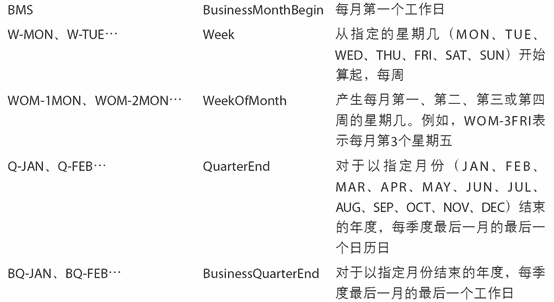 BMS BusinessMonthBegin 每月第一个工作日
W-MON、W-TUE… Week 从指定的星期几（MON、TUE、
WED、THU、FRI、SAT、SUN）开始
算起，每周
WOM-1MON、WOM-2MON… WeekOfMonth 产生每月第一、第二、第三或第四
周的星期几。例如，WOM-3FRI表
示每月第3个星期五
Q-JAN、Q-FEB… QuarterEnd 对于以指定月份（JAN、FEB、
MAR、APR、MAY、JUN、JUL、
AUG、SEP、OCT、NOV、DEC）结束
的年度，每季度最后一月的最后一
个日历日
BQ-JAN、BQ-FEB… BusinessQuarterEnd 对于以指定月份结束的年度，每季
度最后一月的最后一个工作日